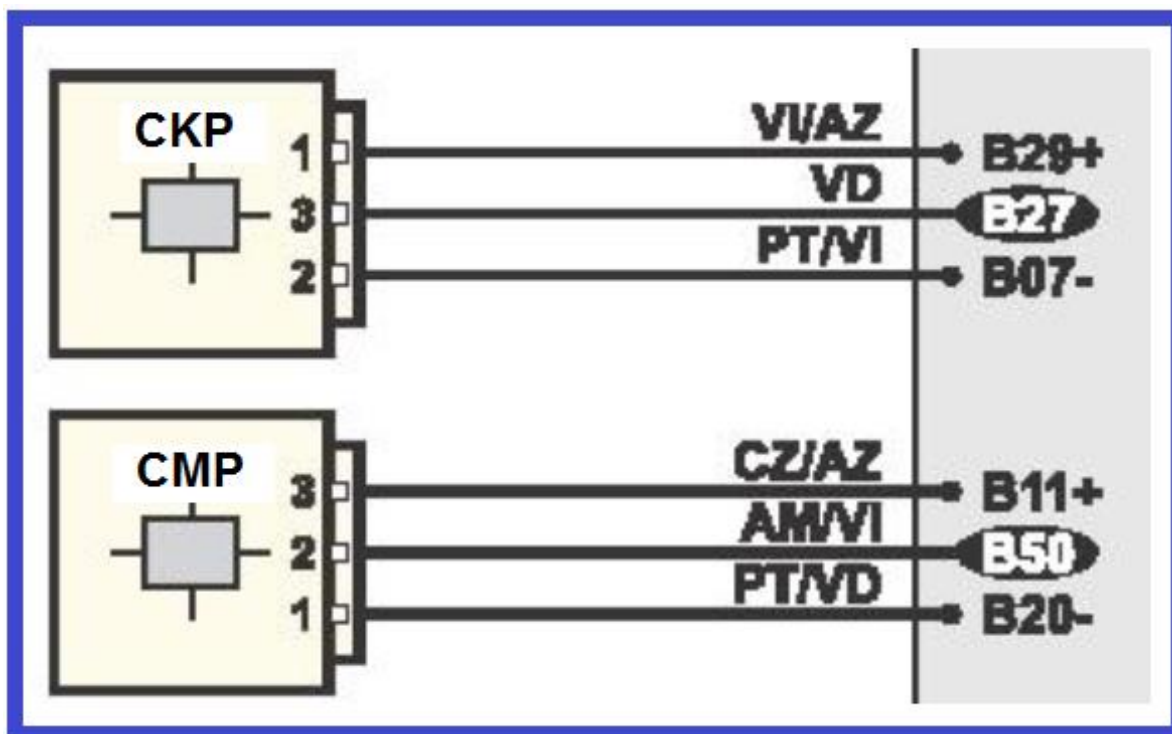 CKP
1 VI/AZ B29+
3 VD B27
2 PT/VI B07-
CMP
3 CZ/AZ B11+
2 AM/VI B50
1 PT/VD B20-